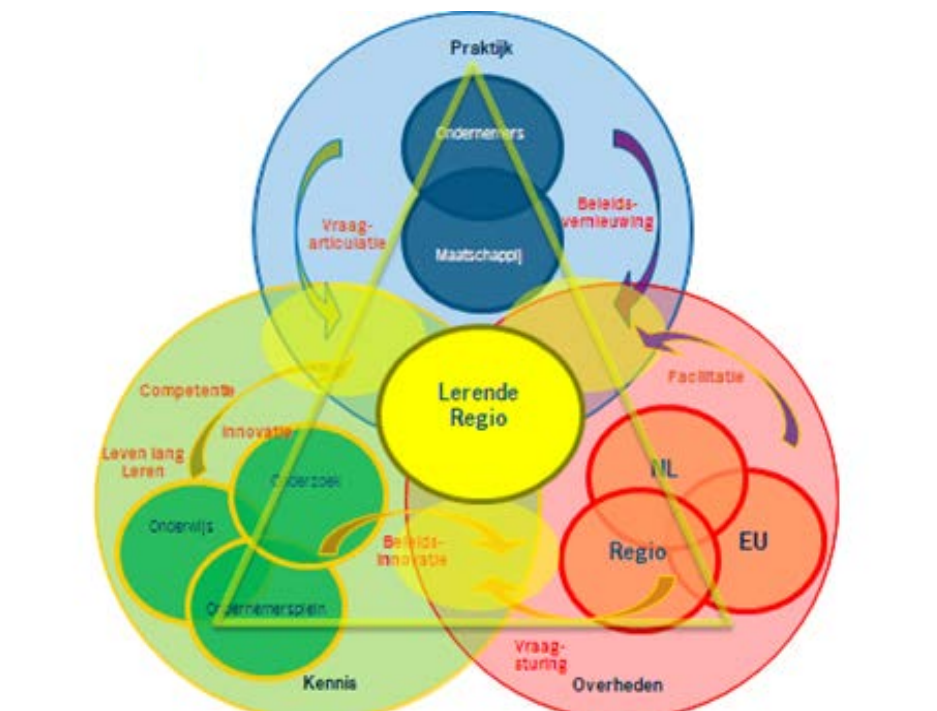 Praktijk
Ondernemers
Vraag-
articulatie
Beleids-
vernieuwing
Maatschappij
Lerende
Regio
Competentie
Innovatie
Leven lang
Leren
Facilitatie
Onderzoek
NL
Onderwijs
Beleids-
innovatie
Regio
EU
Ondernemersplein
Vraag-
sturing
Kennis
Overheden